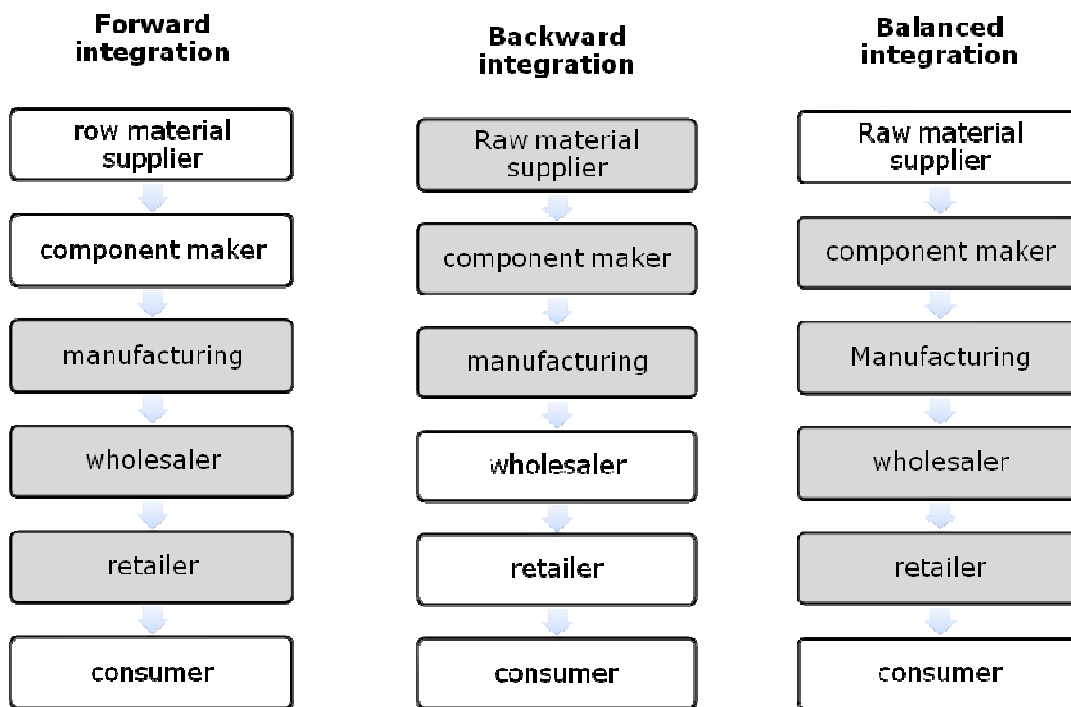 Forward
integration
row material
supplier
component maker
manufacturing
wholesaler
retailer
consumer
Backward
integration
Raw material
supplier
component maker
manufacturing
wholesaler
retailer
consumer
Balanced
integration
Raw material
supplier
component maker
Manufacturing
wholesaler
retailer
consumer